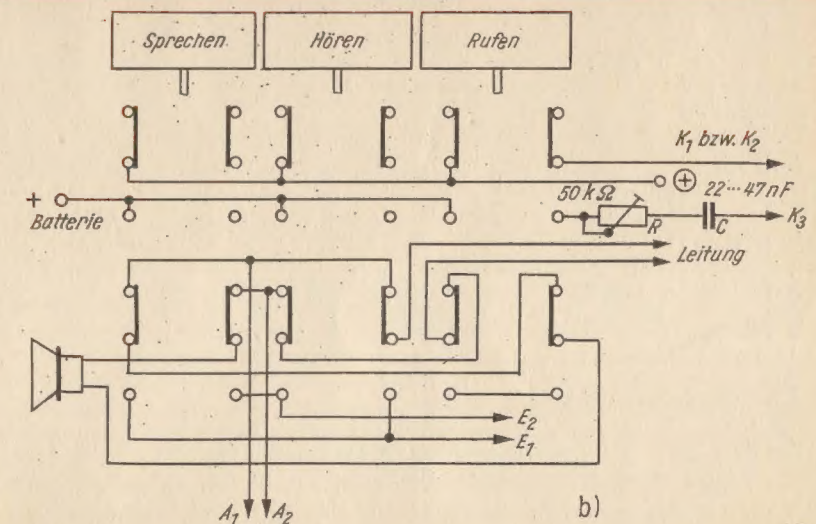 Sprechen
Hören
Rufen
K₁ bzw. K₂
+
Batterie
50 kΩ
22···47 nF
R
C
K₃
Leitung
E₂
E₁
A₁
A₂
b)